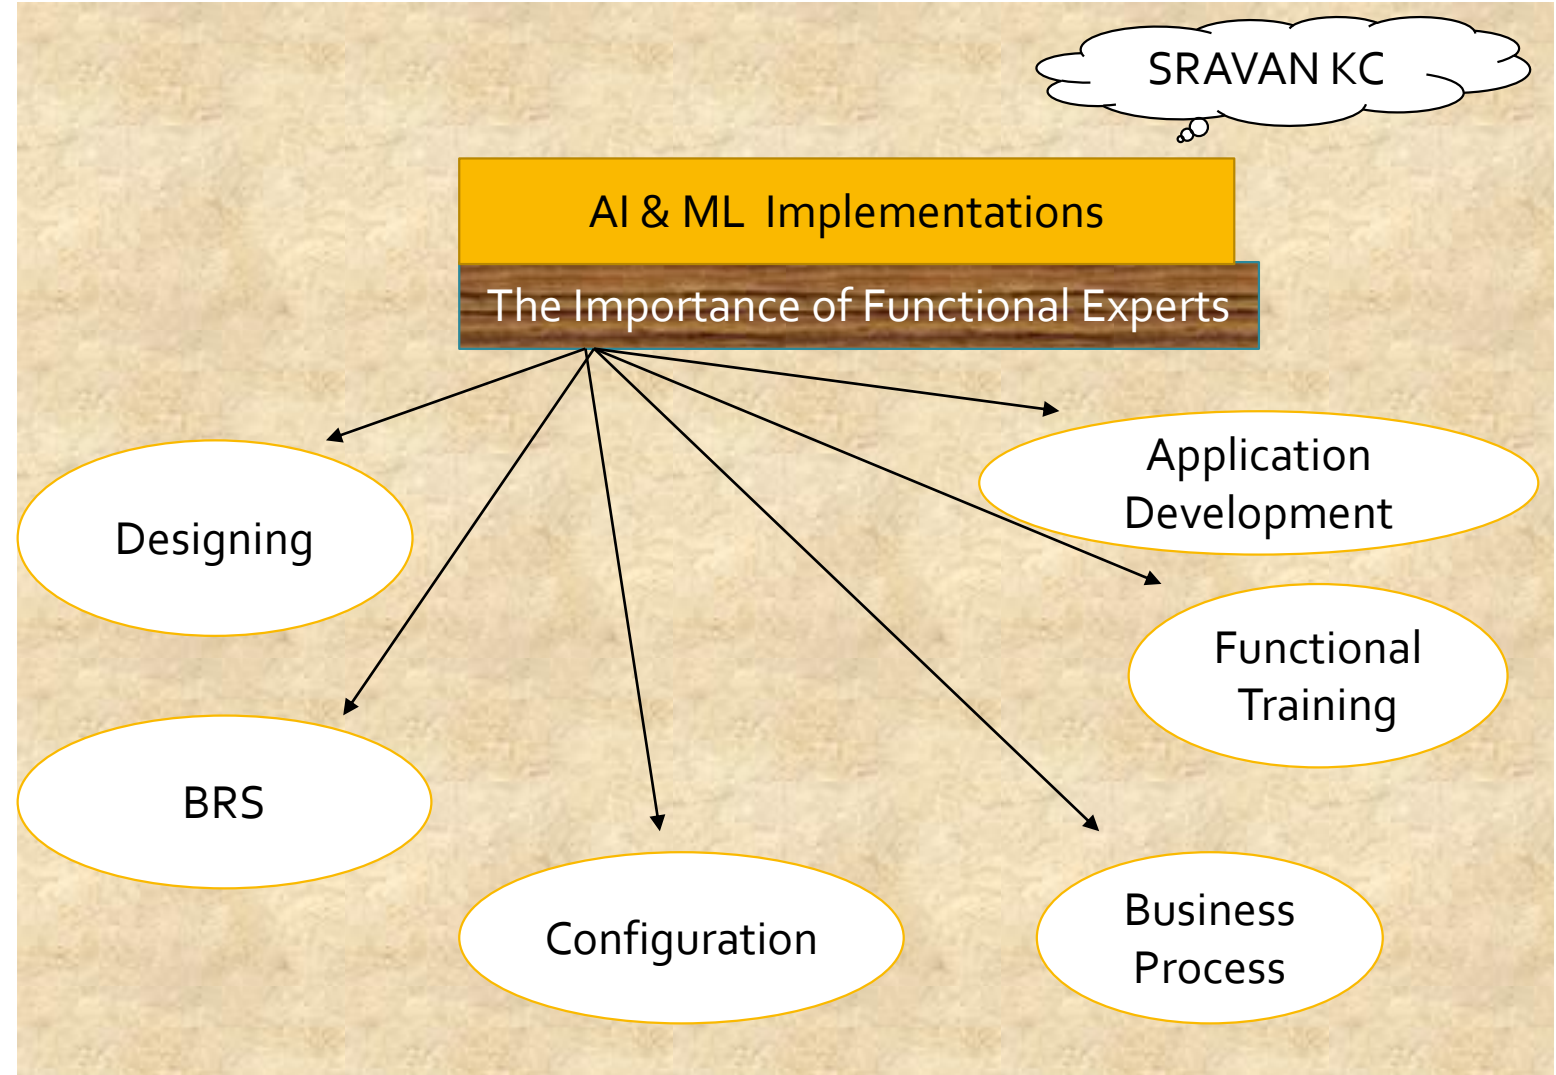 SRAVAN KC
AI & ML Implementations
The Importance of Functional Experts
Application
Development
Designing
Functional
Training
BRS
Configuration
Business
Process